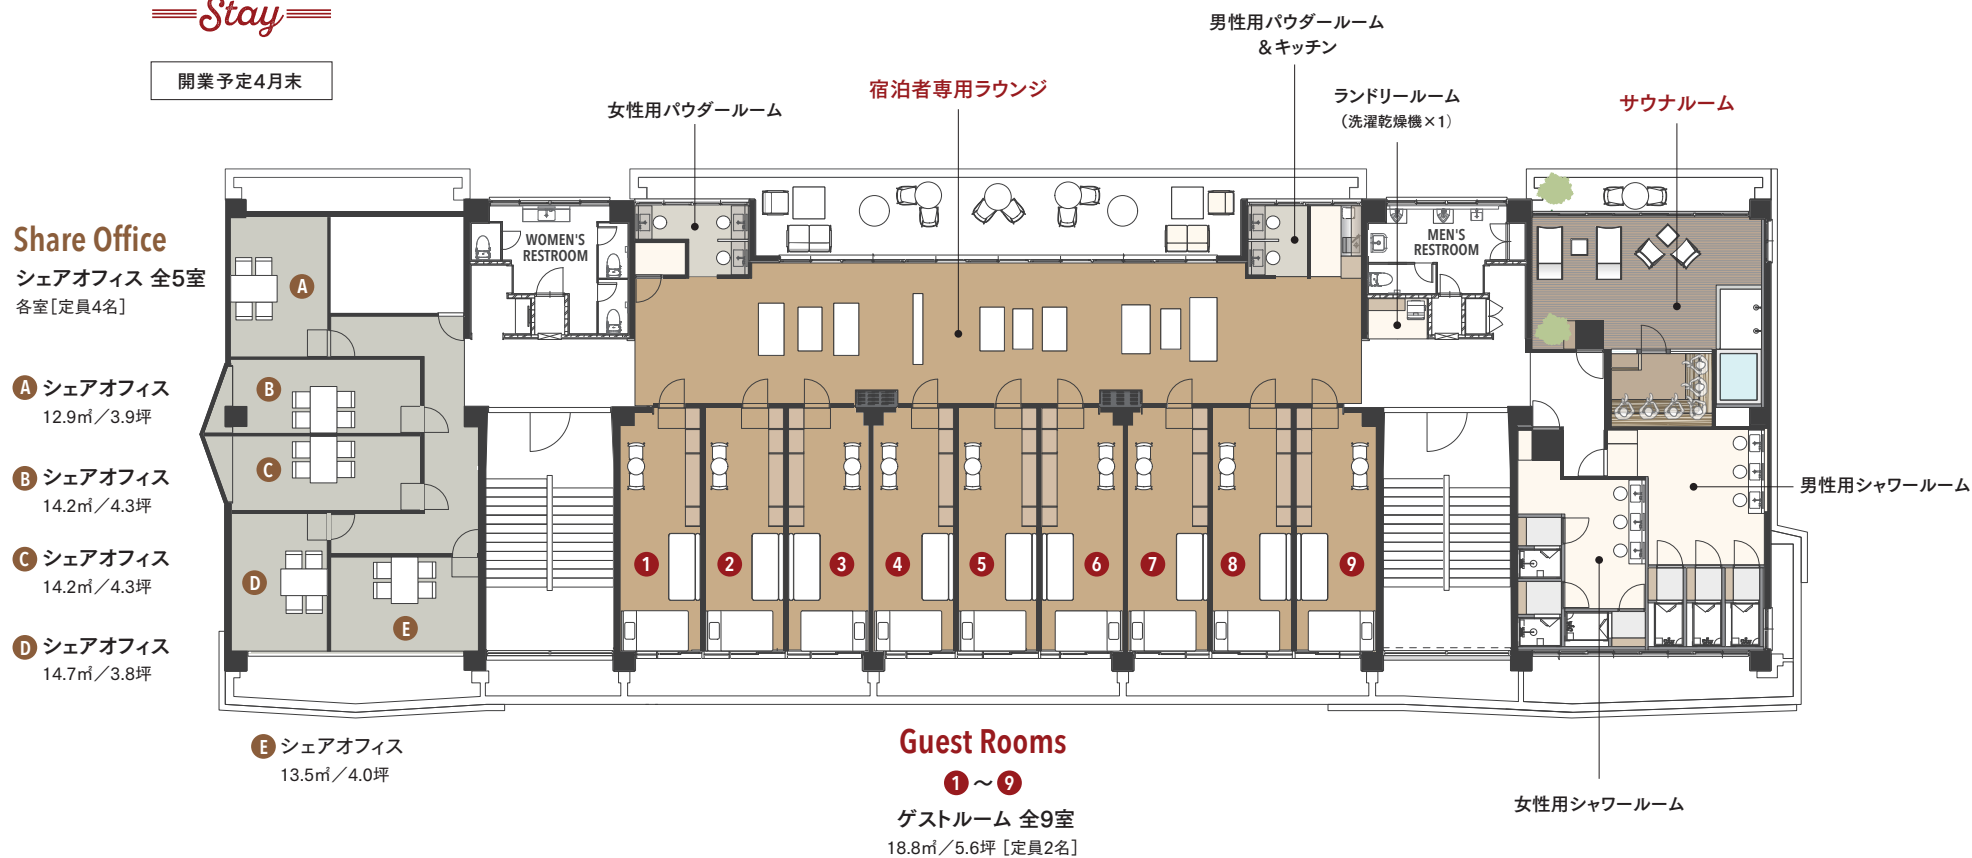 Stay
開業予定4月末
男性用パウダールーム
＆キッチン
宿泊者専用ラウンジ
女性用パウダールーム
ランドリールーム
（洗濯乾燥機×1）
サウナルーム
Share Office
シェアオフィス 全5室
各室［定員4名］
WOMEN'S
RESTROOM
MEN'S
RESTROOM
A
B
C
D
E
A シェアオフィス
12.9㎡／3.9坪
B シェアオフィス
14.2㎡／4.3坪
C シェアオフィス
14.2㎡／4.3坪
D シェアオフィス
14.7㎡／3.8坪
E シェアオフィス
13.5㎡／4.0坪
1 2 3 4 5 6 7 8 9
男性用シャワールーム
女性用シャワールーム
Guest Rooms
1 〜 9
ゲストルーム 全9室
18.8㎡／5.6坪［定員2名］